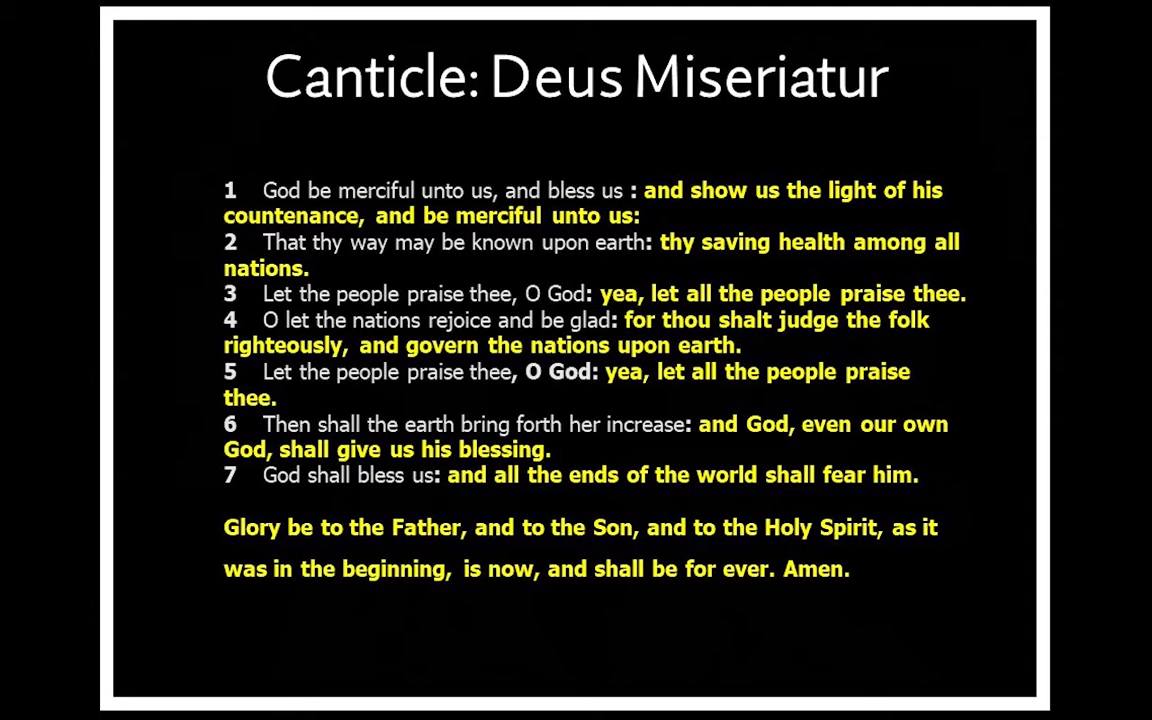 Canticle: Deus Miseriatur
1 God be merciful unto us, and bless us : and show us the light of his
countenance, and be merciful unto us:
2 That thy way may be known upon earth: thy saving health among all
nations.
3 Let the people praise thee, O God: yea, let all the people praise thee.
4 O let the nations rejoice and be glad: for thou shalt judge the folk
righteously, and govern the nations upon earth.
5 Let the people praise thee, O God: yea, let all the people praise
thee.
6 Then shall the earth bring forth her increase: and God, even our own
God, shall give us his blessing.
7 God shall bless us: and all the ends of the world shall fear him.
Glory be to the Father, and to the Son, and to the Holy Spirit, as it
was in the beginning, is now, and shall be for ever. Amen.